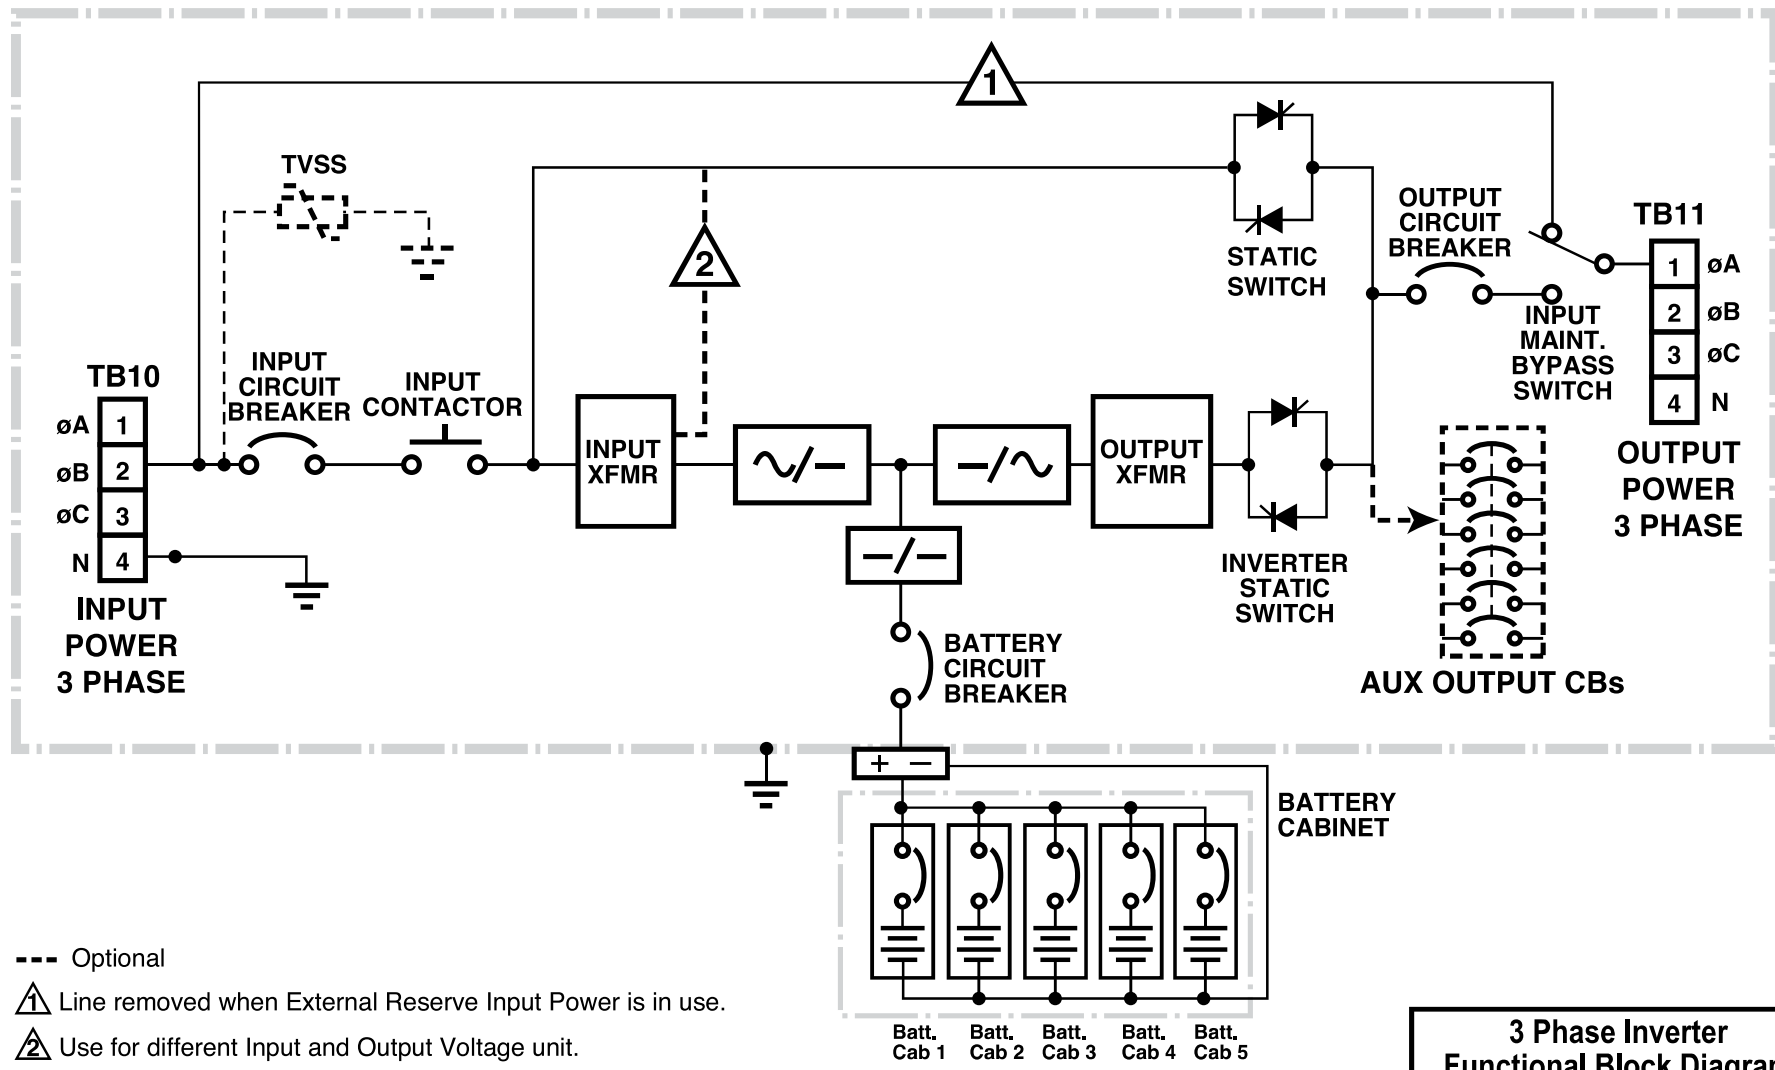 1
TVSS
2
STATIC
SWITCH
OUTPUT
CIRCUIT
BREAKER
TB11
1 øA
2 øB
3 øC
4 N
INPUT
MAINT.
BYPASS
SWITCH
OUTPUT
POWER
3 PHASE
TB10
øA 1
øB 2
øC 3
N 4
INPUT
POWER
3 PHASE
INPUT
CIRCUIT
BREAKER
INPUT
CONTACTOR
INPUT
XFMR
OUTPUT
XFMR
INVERTER
STATIC
SWITCH
AUX OUTPUT CBs
BATTERY
CIRCUIT
BREAKER
+ −
BATTERY
CABINET
Batt.
Cab 1
Batt.
Cab 2
Batt.
Cab 3
Batt.
Cab 4
Batt.
Cab 5
Optional
1 Line removed when External Reserve Input Power is in use.
2 Use for different Input and Output Voltage unit.
3 Phase Inverter
Functional Block